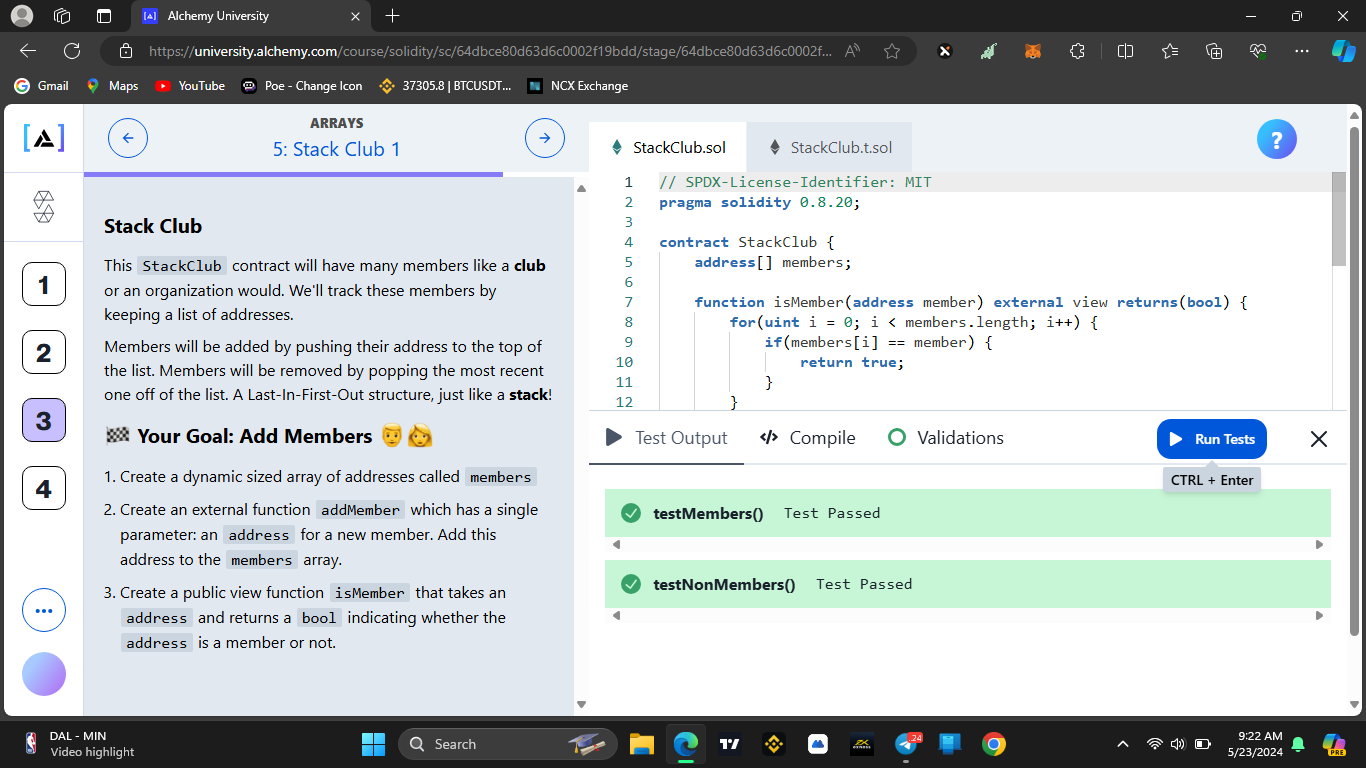 Alchemy University
https://university.alchemy.com/course/solidity/sc/64dbce80d63d6c0002f19bdd/stage/64dbce80d63d6c0002f...
Gmail
Maps
YouTube
Poe - Change Icon
37305.8 | BTCUSDT...
NCX Exchange
ARRAYS
5: Stack Club 1
1
2
3
4
Stack Club
This StackClub contract will have many members like a club
or an organization would. We'll track these members by
keeping a list of addresses.
Members will be added by pushing their address to the top of
the list. Members will be removed by popping the most recent
one off of the list. A Last-In-First-Out structure, just like a stack!
Your Goal: Add Members
1. Create a dynamic sized array of addresses called members
2. Create an external function addMember which has a single
parameter: an address for a new member. Add this
address to the members array.
3. Create a public view function isMember that takes an
address and returns a bool indicating whether the
address is a member or not.
StackClub.sol
StackClub.t.sol
?
1 // SPDX-License-Identifier: MIT
2 pragma solidity 0.8.20;
3
4 contract StackClub {
5 address[] members;
6
7 function isMember(address member) external view returns(bool) {
8 for(uint i = 0; i < members.length; i++) {
9 if(members[i] == member) {
10 return true;
11 }
12 }
Test Output
Compile
Validations
Run Tests
CTRL + Enter
testMembers() Test Passed
testNonMembers() Test Passed
DAL - MIN
Video highlight
Search
24
9:22 AM
5/23/2024
PRE